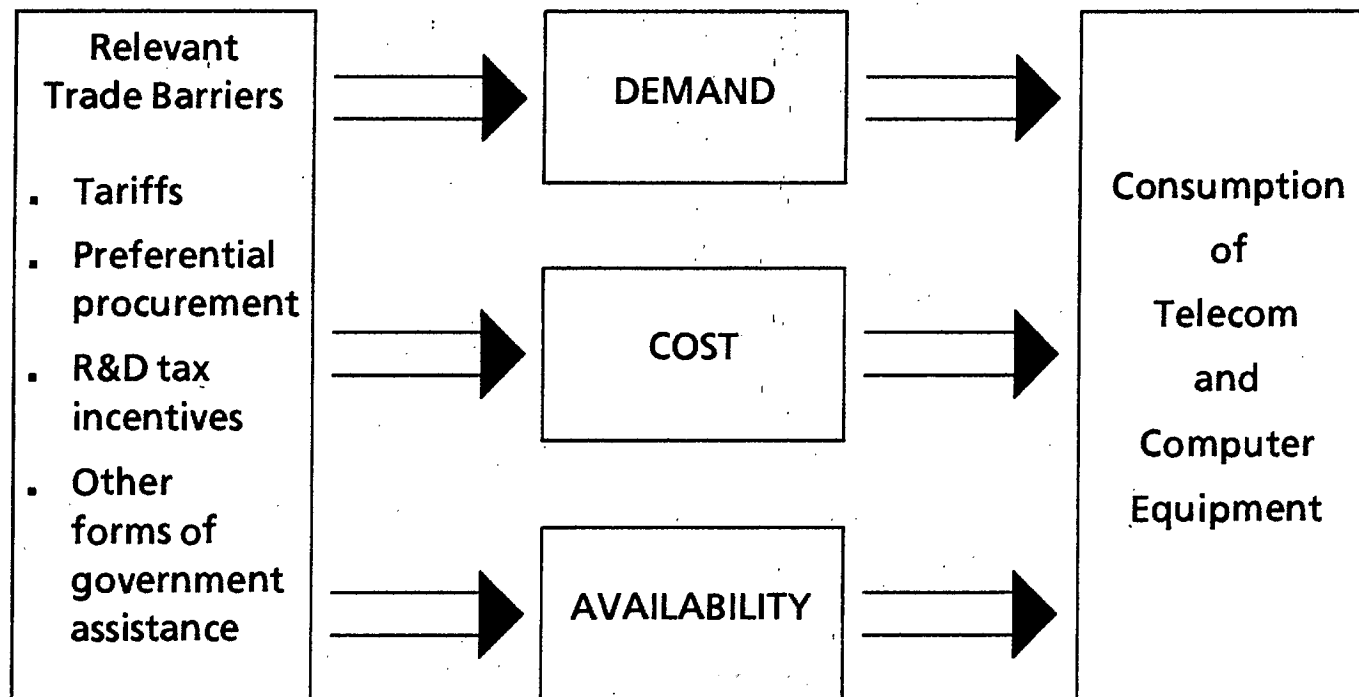 Relevant
Trade Barriers
. Tariffs
. Preferential
procurement
. R&D tax
incentives
. Other
forms of
government
assistance
DEMAND
COST
AVAILABILITY
Consumption
of
Telecom
and
Computer
Equipment